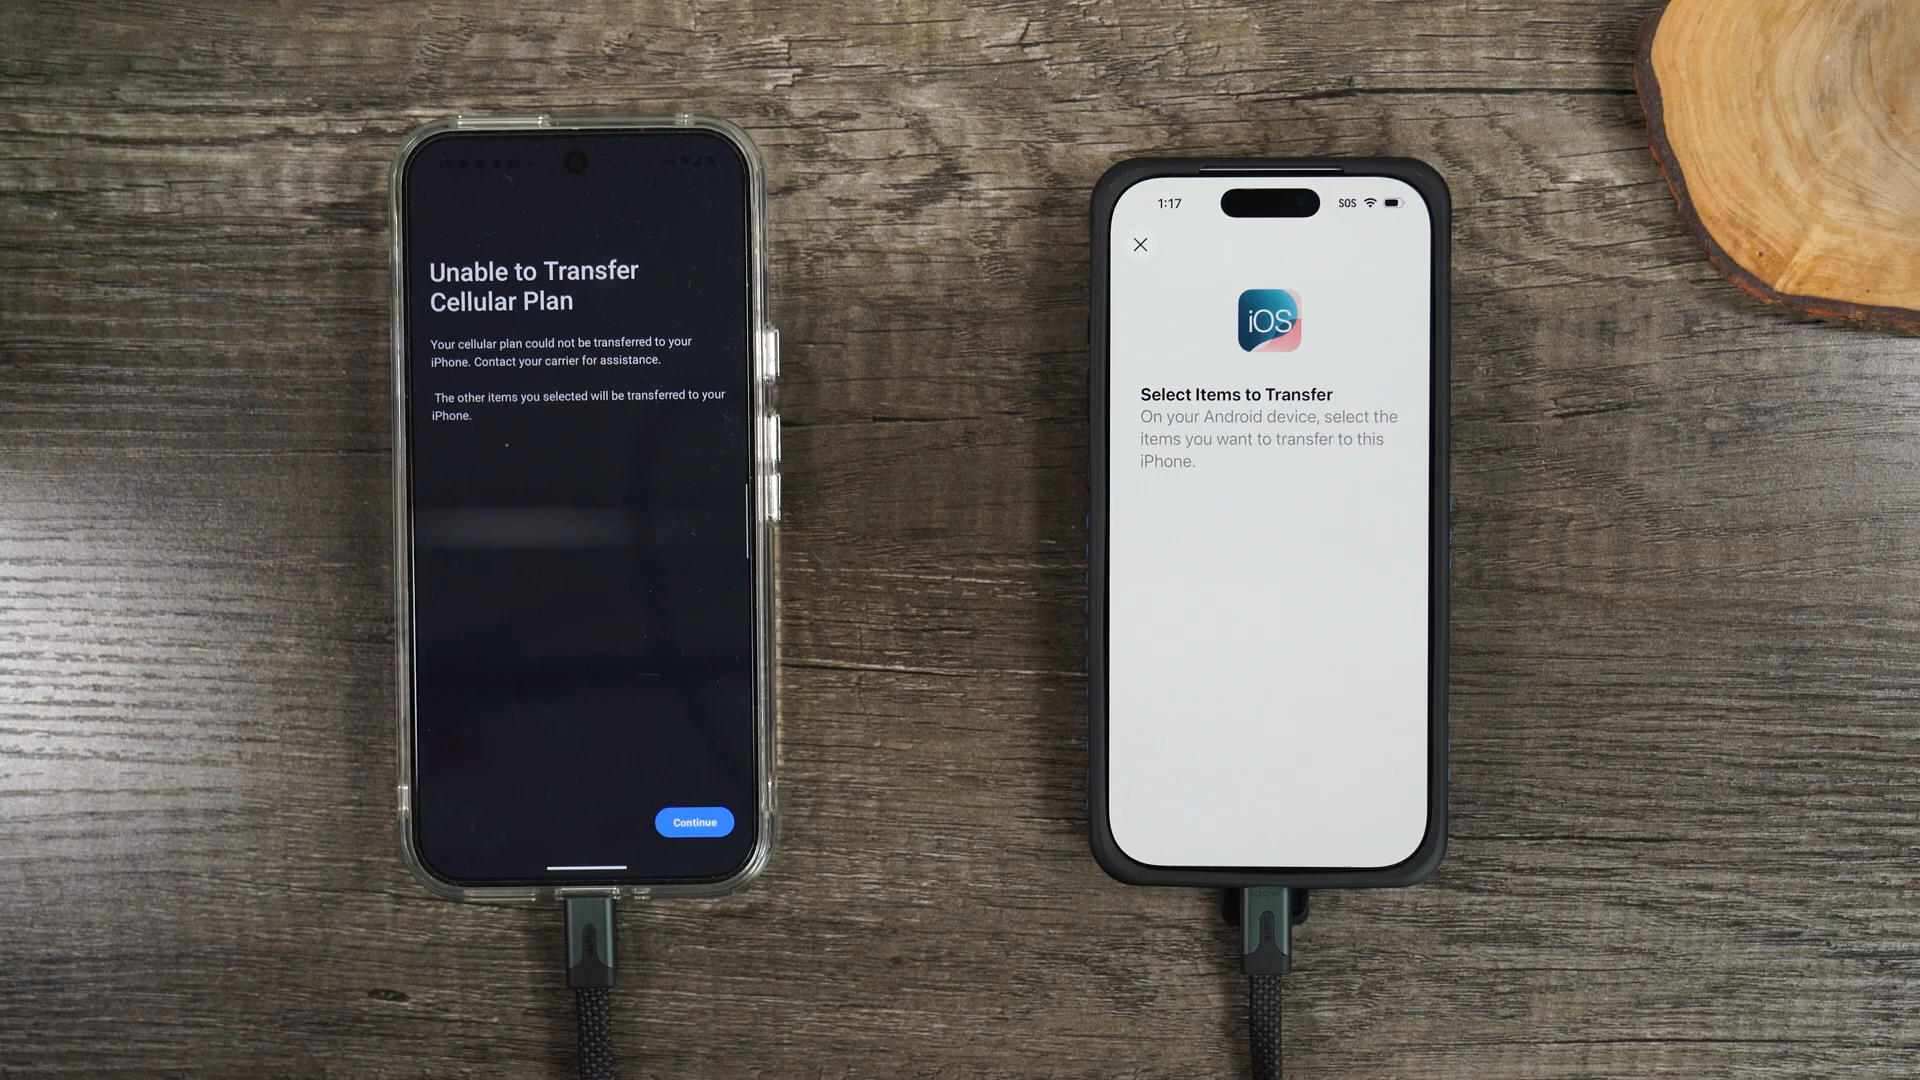 Unable to Transfer
Cellular Plan
Your cellular plan could not be transferred to your
iPhone. Contact your carrier for assistance.
The other items you selected will be transferred to your
iPhone.
Continue
1:17
SOS
iOS
Select Items to Transfer
On your Android device, select the
items you want to transfer to this
iPhone.